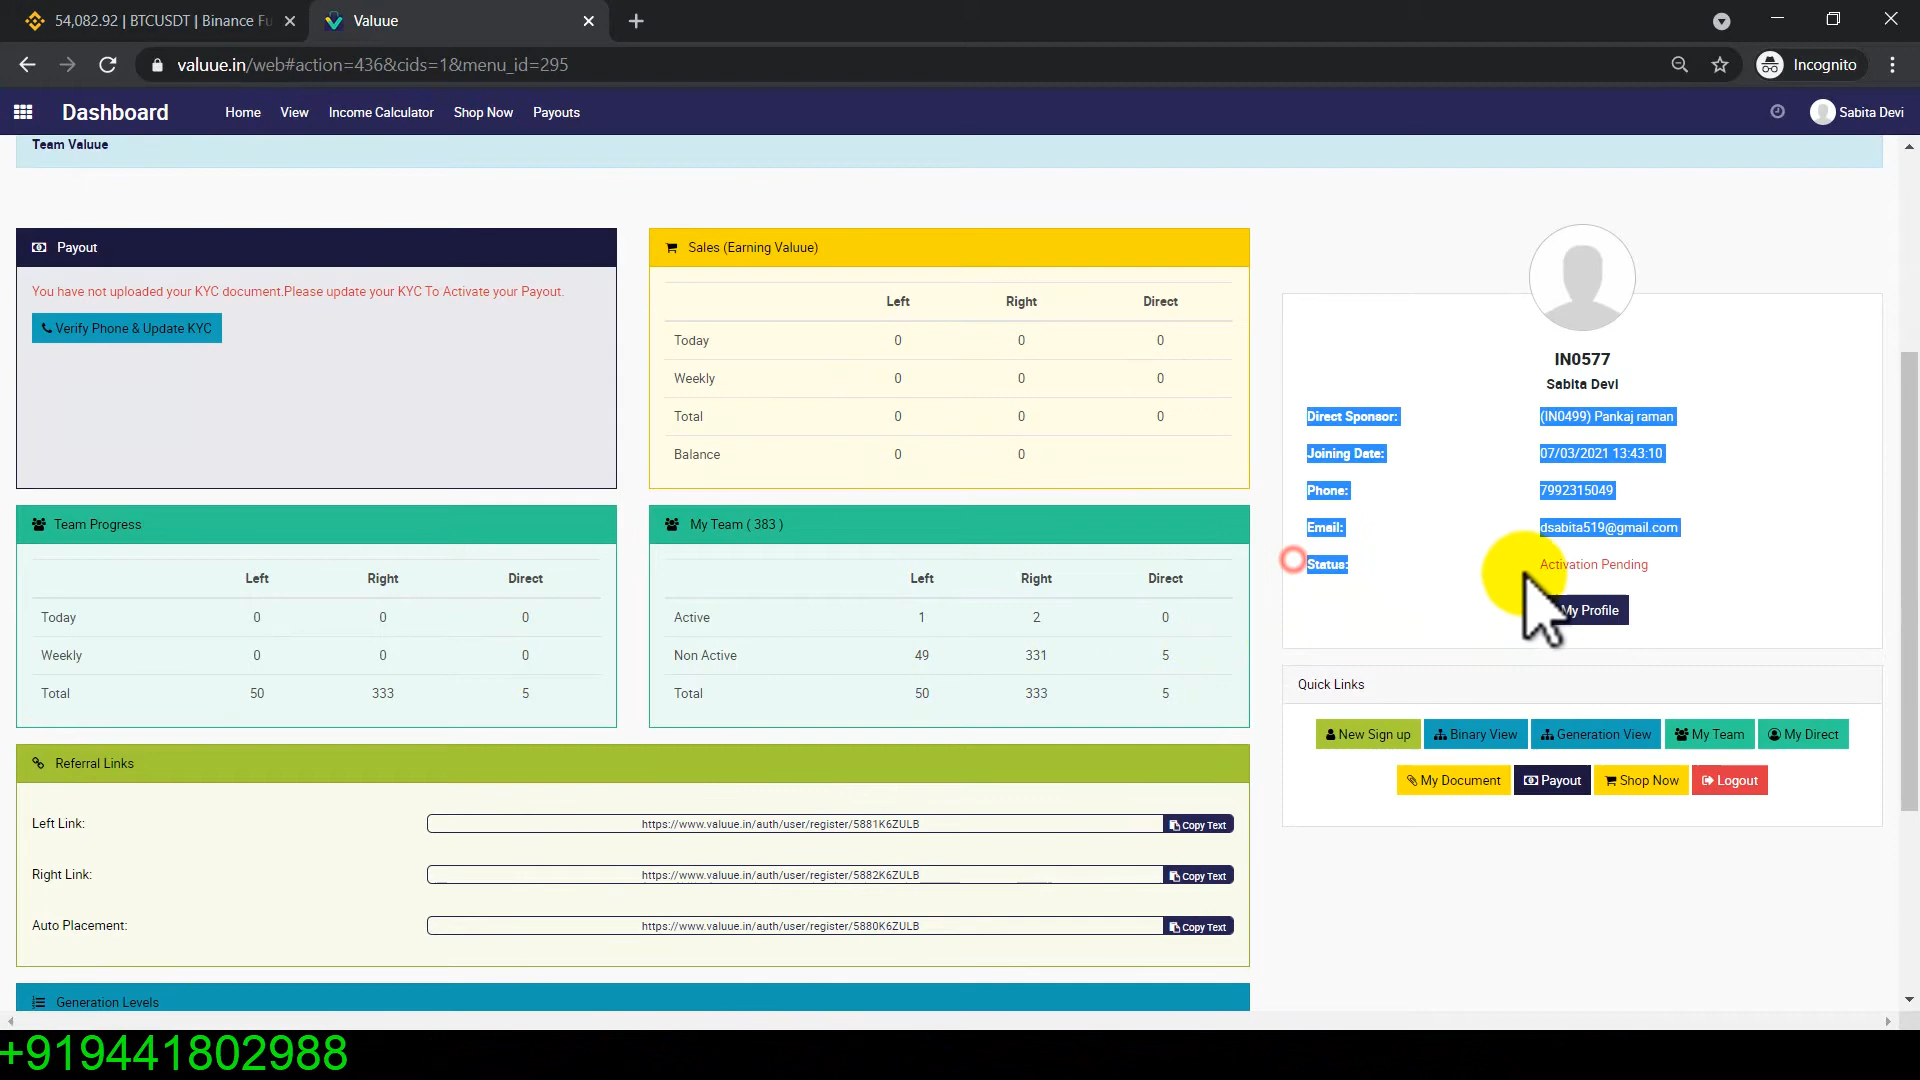 54,082.92 | BTCUSDT | Binance Fu
Valuue
valuue.in/web#action=436&cids=1&menu_id=295
Incognito
Dashboard
Home
View
Income Calculator
Shop Now
Payouts
Sabita Devi
Team Valuue
Payout
You have not uploaded your KYC document.Please update your KYC To Activate your Payout.
Verify Phone & Update KYC
Sales (Earning Valuue)
Left Right Direct
Today 0 0 0
Weekly 0 0 0
Total 0 0 0
Balance 0 0
IN0577
Sabita Devi
Direct Sponsor: (IN0499) Pankaj raman
Joining Date: 07/03/2021 13:43:10
Phone: 7992315049
Email: dsabita519@gmail.com
Status: Activation Pending
My Profile
Team Progress
Left Right Direct
Today 0 0 0
Weekly 0 0 0
Total 50 333 5
My Team ( 383 )
Left Right Direct
Active 1 2 0
Non Active 49 331 5
Total 50 333 5
Quick Links
New Sign up
Binary View
Generation View
My Team
My Direct
My Document
Payout
Shop Now
Logout
Referral Links
Left Link: https://www.valuue.in/auth/user/register/5881K6ZULB Copy Text
Right Link: https://www.valuue.in/auth/user/register/5882K6ZULB Copy Text
Auto Placement: https://www.valuue.in/auth/user/register/5880K6ZULB Copy Text
Generation Levels
+919441802988